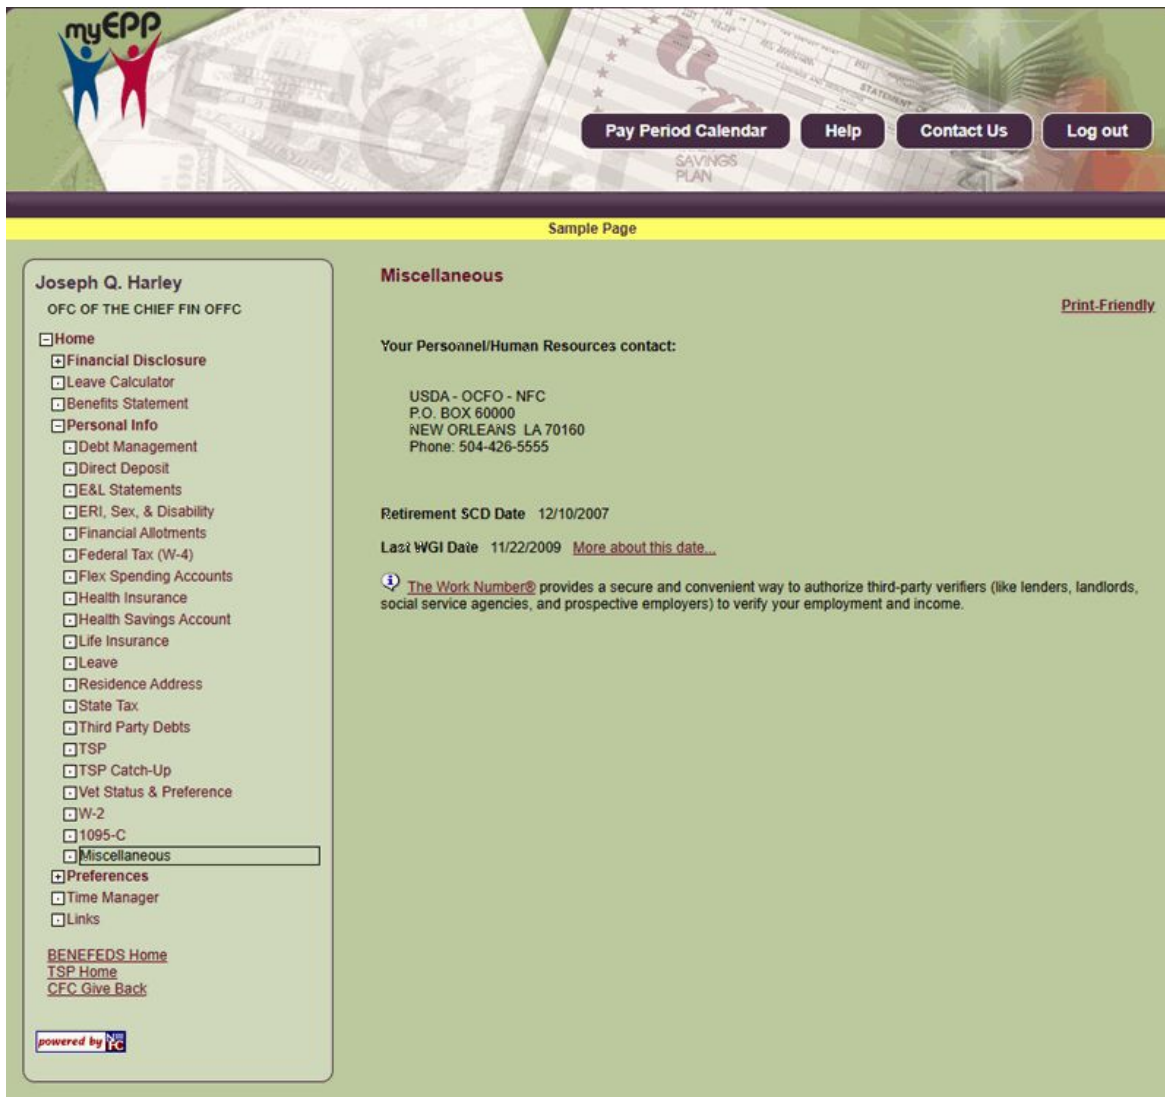 myEPP
Pay Period Calendar
Help
Contact Us
Log out
STATEMENT OF
SAVINGS
PLAN
Sample Page
Joseph Q. Harley
OFC OF THE CHIEF FIN OFFC
Home
Financial Disclosure
Leave Calculator
Benefits Statement
Personal Info
Debt Management
Direct Deposit
E&L Statements
ERI, Sex, & Disability
Financial Allotments
Federal Tax (W-4)
Flex Spending Accounts
Health Insurance
Health Savings Account
Life Insurance
Leave
Residence Address
State Tax
Third Party Debts
TSP
TSP Catch-Up
Vet Status & Preference
W-2
1095-C
Miscellaneous
Preferences
Time Manager
Links
BENEFEDS Home
TSP Home
CFC Give Back
powered by NFC
Miscellaneous
Print-Friendly
Your Personnel/Human Resources contact:
USDA - OCFO - NFC
P.O. BOX 60000
NEW ORLEANS LA 70160
Phone: 504-426-5555
Retirement SCD Date 12/10/2007
Last WGI Date 11/22/2009 More about this date...
The Work Number® provides a secure and convenient way to authorize third-party verifiers (like lenders, landlords,
social service agencies, and prospective employers) to verify your employment and income.